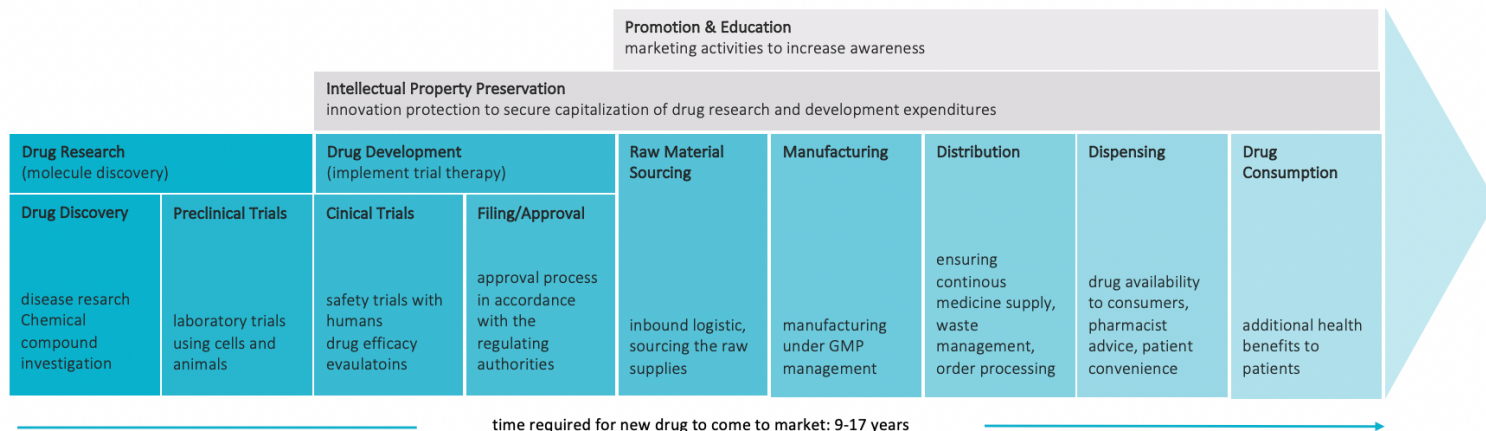 Promotion & Education
marketing activities to increase awareness
Intellectual Property Preservation
innovation protection to secure capitalization of drug research and development expenditures
Drug Research
(molecule discovery)
Drug Development
(implement trial therapy)
Raw Material
Sourcing
Manufacturing
Distribution
Dispensing
Drug
Consumption
Drug Discovery
Preclinical Trials
Cinical Trials
Filing/Approval
disease resarch
Chemical
compound
investigation
laboratory trials
using cells and
animals
safety trials with
humans
drug efficacy
evaulatoins
approval process
in accordance
with the
regulating
authorities
inbound logistic,
sourcing the raw
supplies
manufacturing
under GMP
management
ensuring
continous
medicine supply,
waste
management,
order processing
drug availability
to consumers,
pharmacist
advice, patient
convenience
additional health
benefits to
patients
time required for new drug to come to market: 9-17 years